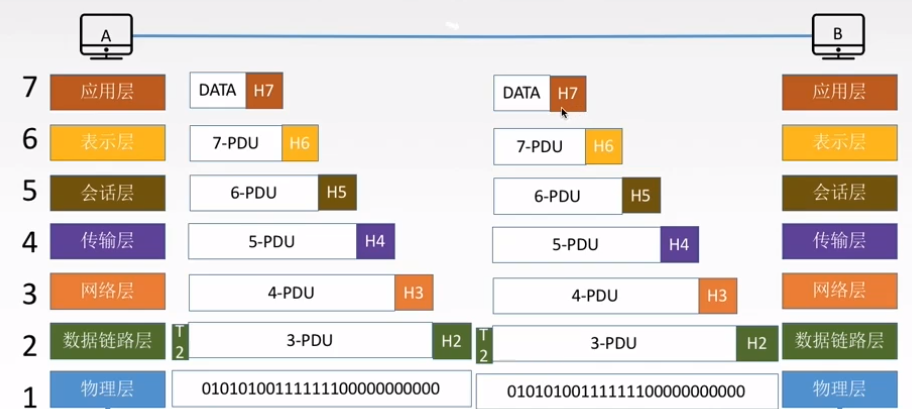 A B
7 应用层 DATA H7 DATA H7 应用层
6 表示层 7-PDU H6 7-PDU H6 表示层
5 会话层 6-PDU H5 6-PDU H5 会话层
4 传输层 5-PDU H4 5-PDU H4 传输层
3 网络层 4-PDU H3 4-PDU H3 网络层
2 数据链路层 T2 3-PDU H2 T2 3-PDU H2 数据链路层
1 物理层 0101010011111110000000000 0101010011111110000000000 物理层